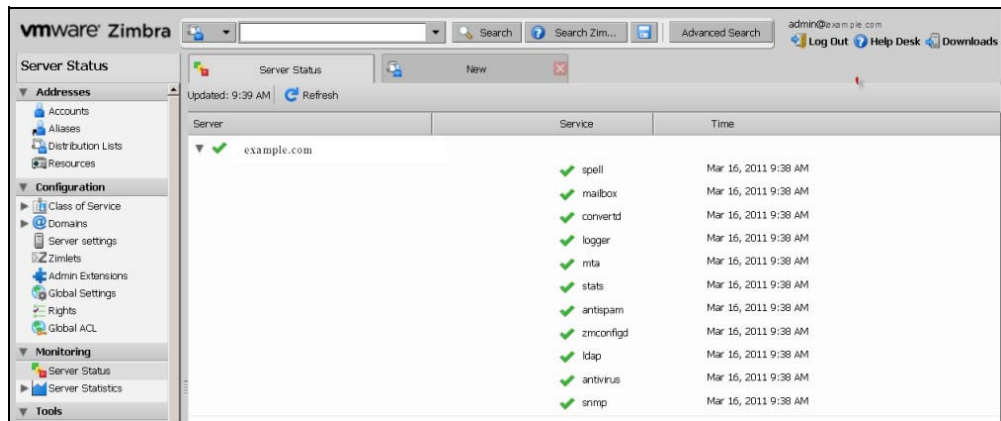 vmware Zimbra
Search
Search Zim...
Advanced Search
admin@example.com
Log Out
Help Desk
Downloads
Server Status
Server Status
New
Addresses
Accounts
Aliases
Distribution Lists
Resources
Configuration
Class of Service
Domains
Server settings
Zimlets
Admin Extensions
Global Settings
Rights
Global ACL
Monitoring
Server Status
Server Statistics
Tools
Updated: 9:39 AM
Refresh
Server Service Time
example.com
spell Mar 16, 2011 9:38 AM
mailbox Mar 16, 2011 9:38 AM
convertd Mar 16, 2011 9:38 AM
logger Mar 16, 2011 9:38 AM
mta Mar 16, 2011 9:38 AM
stats Mar 16, 2011 9:38 AM
antispam Mar 16, 2011 9:38 AM
zmconfigd Mar 16, 2011 9:38 AM
ldap Mar 16, 2011 9:38 AM
antivirus Mar 16, 2011 9:38 AM
snmp Mar 16, 2011 9:38 AM